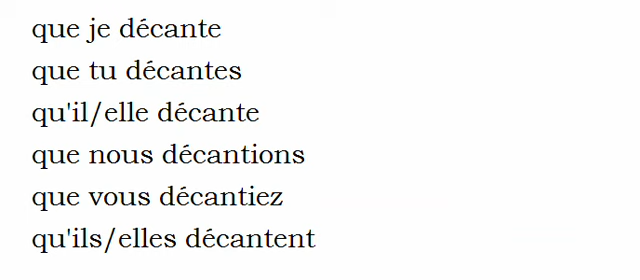 que je décante
que tu décantes
qu'il/elle décante
que nous décantions
que vous décantiez
qu'ils/elles décantent